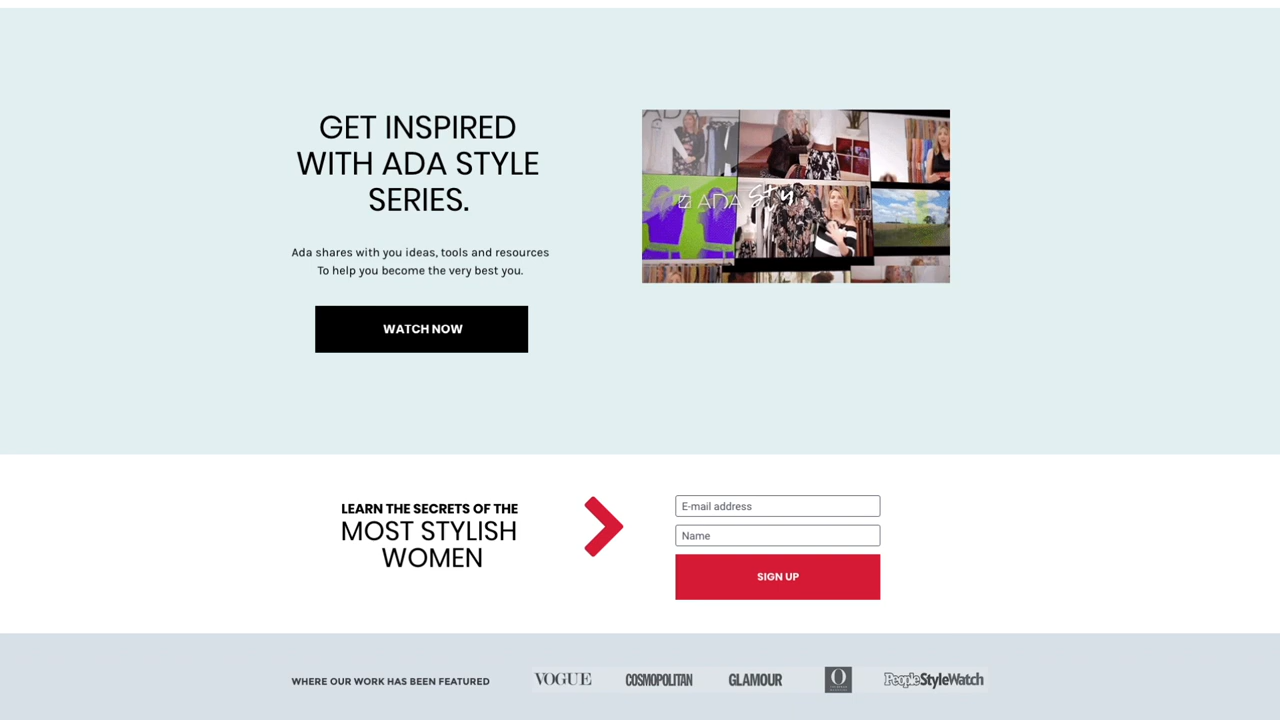 GET INSPIRED
WITH ADA STYLE
SERIES.
Ada shares with you ideas, tools and resources
To help you become the very best you.
WATCH NOW
ADA
ADA Sty
LEARN THE SECRETS OF THE
MOST STYLISH
WOMEN
E-mail address
Name
SIGN UP
WHERE OUR WORK HAS BEEN FEATURED
VOGUE
COSMOPOLITAN
GLAMOUR
O
PeopleStyleWatch